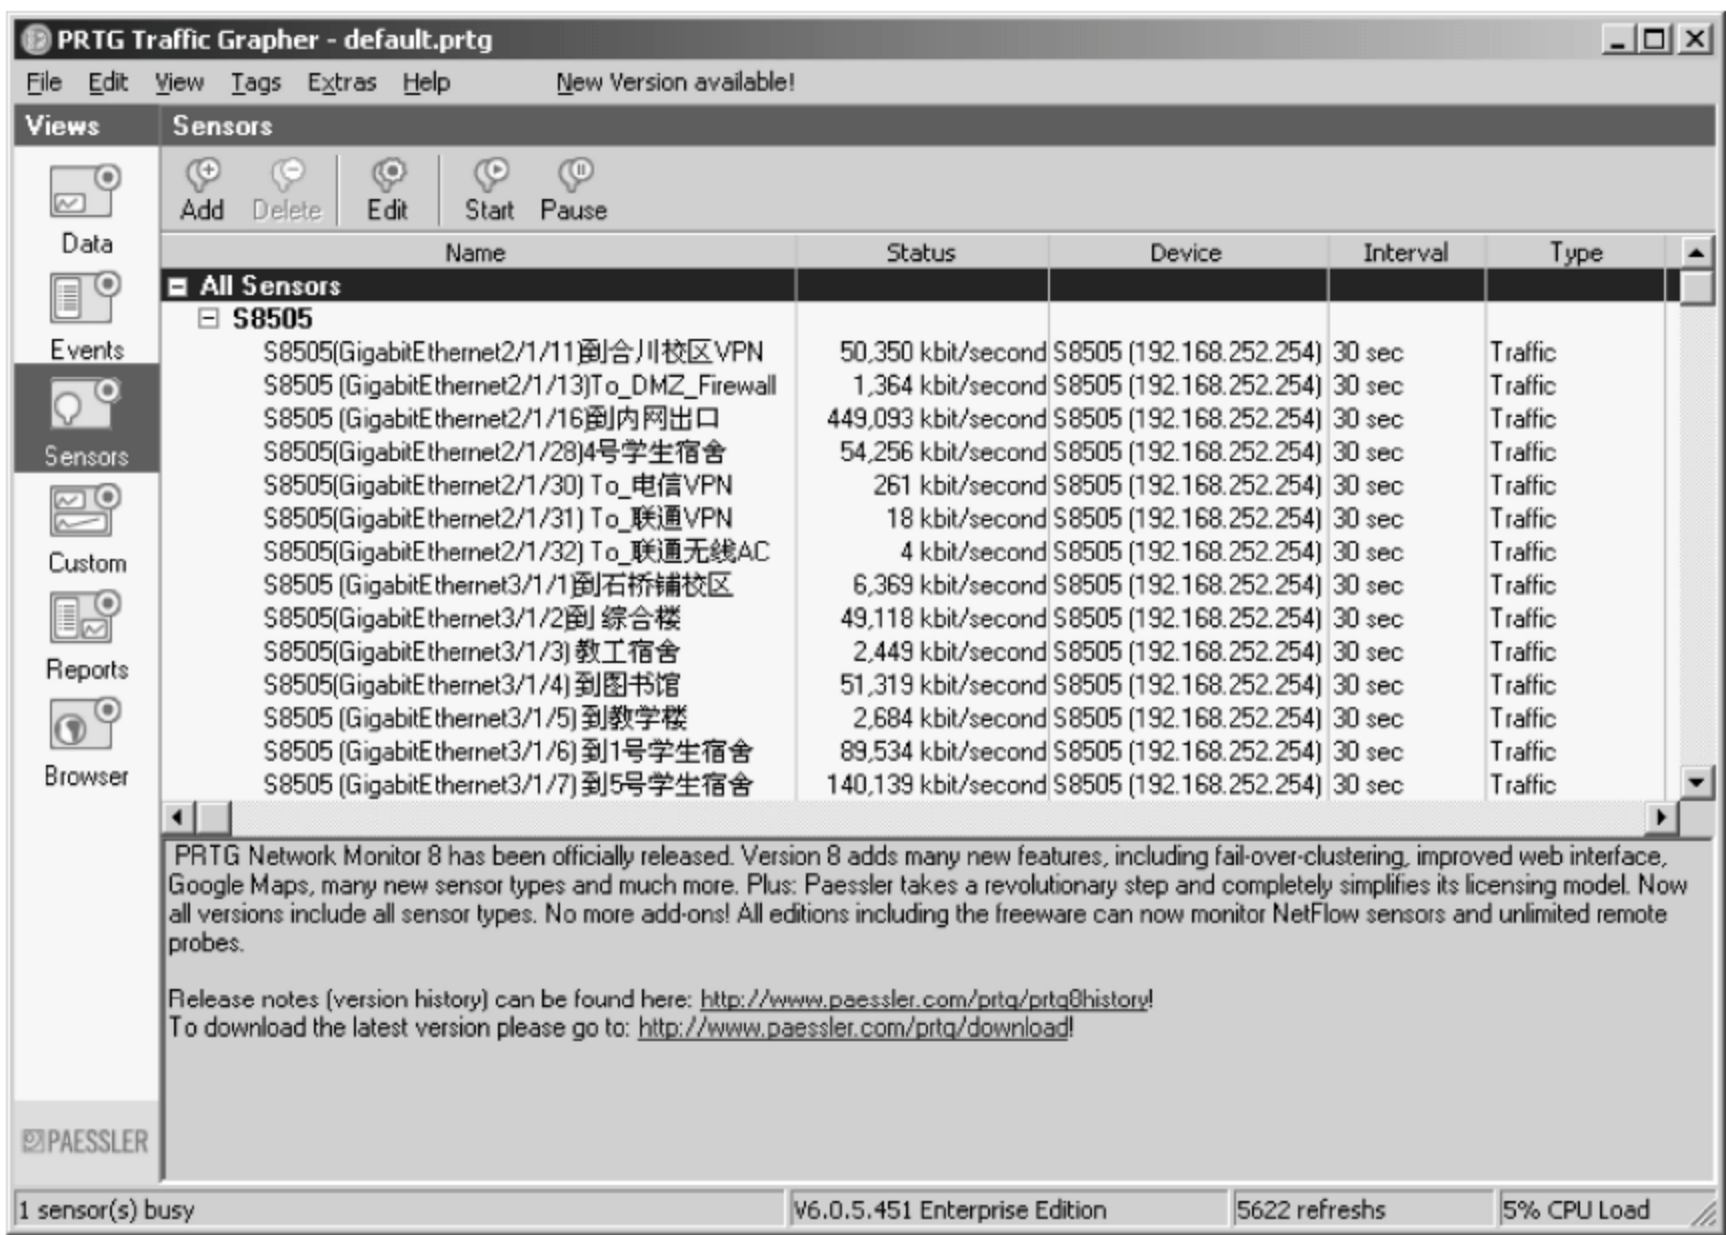 PRTG Traffic Grapher - default.prtg
File Edit View Tags Extras Help New Version available!
Views Sensors
Add Delete Edit Start Pause
Data
Events
Sensors
Custom
Reports
Browser
Name Status Device Interval Type
All Sensors
S8505
S8505(GigabitEthernet2/1/11)到合川校区VPN 50,350 kbit/second S8505 (192.168.252.254) 30 sec Traffic
S8505 (GigabitEthernet2/1/13)To_DMZ_Firewall 1,364 kbit/second S8505 (192.168.252.254) 30 sec Traffic
S8505 (GigabitEthernet2/1/16)到内网出口 449,093 kbit/second S8505 (192.168.252.254) 30 sec Traffic
S8505(GigabitEthernet2/1/28)4号学生宿舍 54,256 kbit/second S8505 (192.168.252.254) 30 sec Traffic
S8505(GigabitEthernet2/1/30) To_电信VPN 261 kbit/second S8505 (192.168.252.254) 30 sec Traffic
S8505(GigabitEthernet2/1/31) To_联通VPN 18 kbit/second S8505 (192.168.252.254) 30 sec Traffic
S8505(GigabitEthernet2/1/32) To_联通无线AC 4 kbit/second S8505 (192.168.252.254) 30 sec Traffic
S8505 (GigabitEthernet3/1/1)到石桥铺校区 6,369 kbit/second S8505 (192.168.252.254) 30 sec Traffic
S8505(GigabitEthernet3/1/2)到 综合楼 49,118 kbit/second S8505 (192.168.252.254) 30 sec Traffic
S8505(GigabitEthernet3/1/3) 教工宿舍 2,449 kbit/second S8505 (192.168.252.254) 30 sec Traffic
S8505(GigabitEthernet3/1/4) 到图书馆 51,319 kbit/second S8505 (192.168.252.254) 30 sec Traffic
S8505 (GigabitEthernet3/1/5) 到教学楼 2,684 kbit/second S8505 (192.168.252.254) 30 sec Traffic
S8505 (GigabitEthernet3/1/6) 到1号学生宿舍 89,534 kbit/second S8505 (192.168.252.254) 30 sec Traffic
S8505 (GigabitEthernet3/1/7) 到5号学生宿舍 140,139 kbit/second S8505 (192.168.252.254) 30 sec Traffic
PRTG Network Monitor 8 has been officially released. Version 8 adds many new features, including fail-over-clustering, improved web interface,
Google Maps, many new sensor types and much more. Plus: Paessler takes a revolutionary step and completely simplifies its licensing model. Now
all versions include all sensor types. No more add-ons! All editions including the freeware can now monitor NetFlow sensors and unlimited remote
probes.
Release notes (version history) can be found here: http://www.paessler.com/prtg/prtg8history!
To download the latest version please go to: http://www.paessler.com/prtg/download!
PAESSLER
1 sensor(s) busy V6.0.5.451 Enterprise Edition 5622 refreshs 5% CPU Load